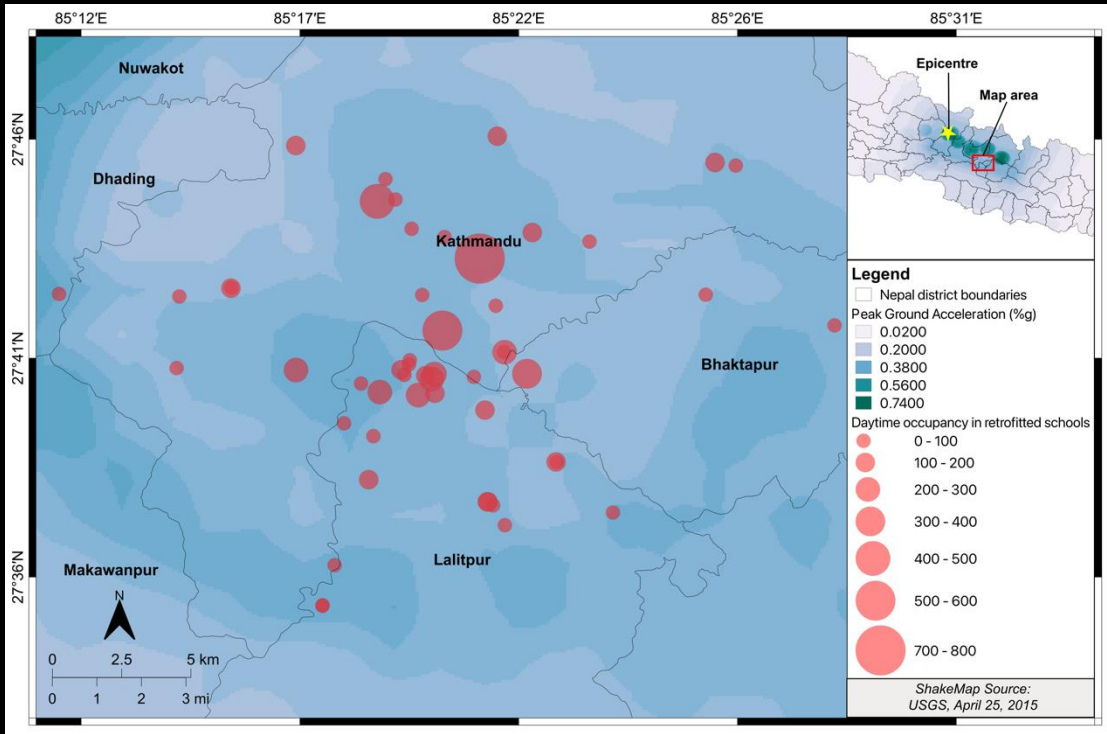 85°12'E
85°17'E
85°22'E
85°26'E
85°31'E
27°46'N
27°41'N
27°36'N
Nuwakot
Dhading
Kathmandu
Bhaktapur
Lalitpur
Makawanpur
N
0 2.5 5 km
0 1 2 3 mi
Epicentre
Map area
Legend
Nepal district boundaries
Peak Ground Acceleration (%g)
0.0200
0.2000
0.3800
0.5600
0.7400
Daytime occupancy in retrofitted schools
0 - 100
100 - 200
200 - 300
300 - 400
400 - 500
500 - 600
700 - 800
ShakeMap Source:
USGS, April 25, 2015